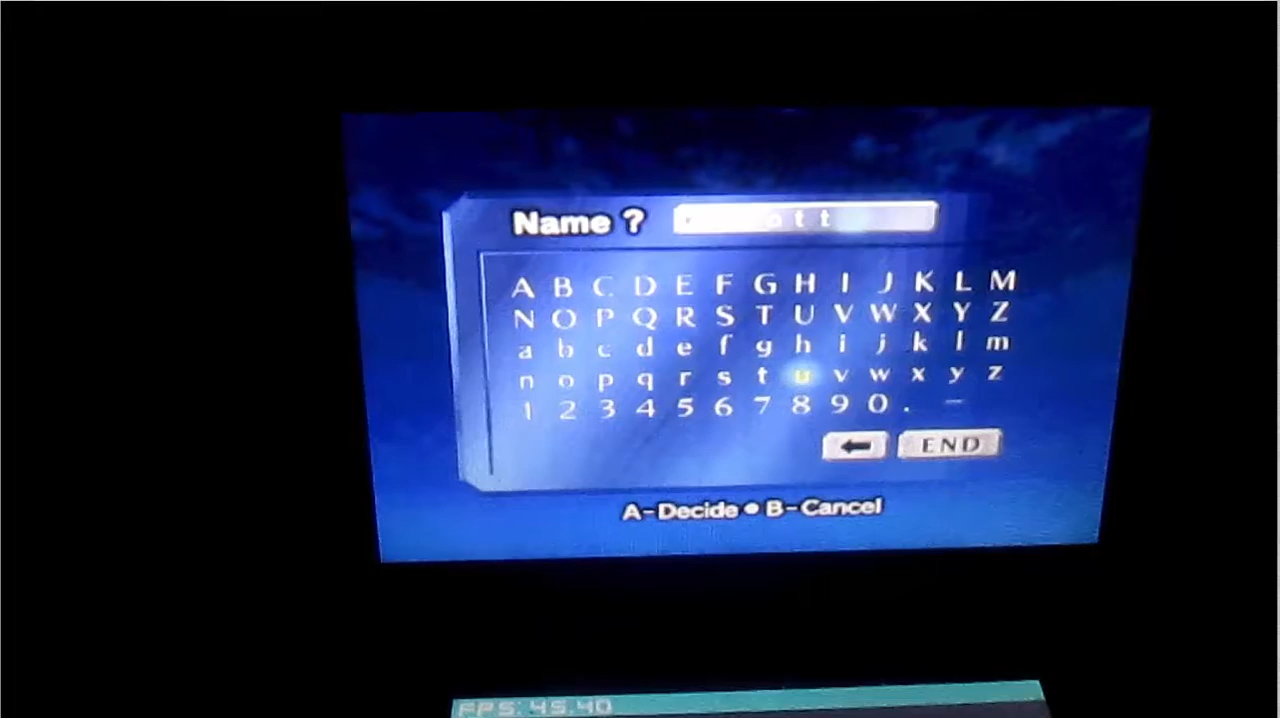 Name ?
A B C D E F G H I J K L M
N O P Q R S T U V W X Y Z
a b c d e f g h i j k l m
n o p q r s t u v w x y z
1 2 3 4 5 6 7 8 9 0 . –
← END
A-Decide ● B-Cancel
FPS: 45.40